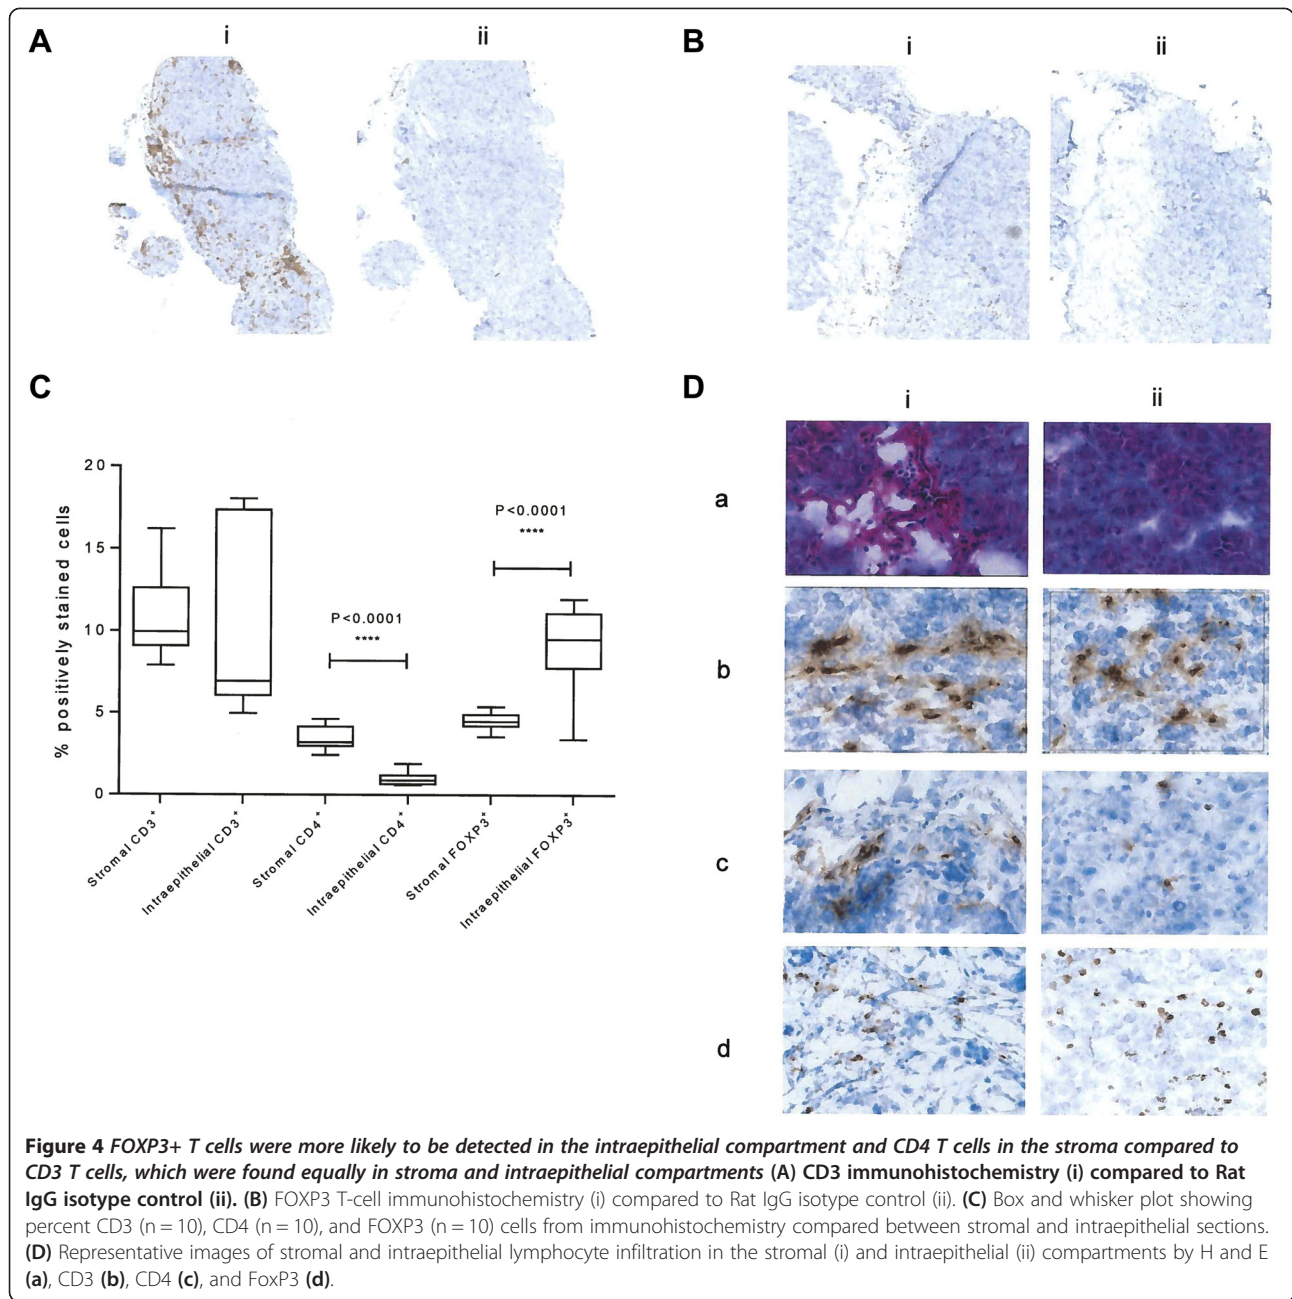 A
i
ii
B
i
ii
C
% positively stained cells
20
15
10
5
0
P<0.0001
****
P<0.0001
****
Stromal CD3+
Intraepithelial CD3+
Stromal CD4+
Intraepithelial CD4+
Stromal FOXP3+
Intraepithelial FOXP3+
D
i
ii
a
b
c
d
Figure 4 FOXP3+ T cells were more likely to be detected in the intraepithelial compartment and CD4 T cells in the stroma compared to
CD3 T cells, which were found equally in stroma and intraepithelial compartments (A) CD3 immunohistochemistry (i) compared to Rat
IgG isotype control (ii). (B) FOXP3 T-cell immunohistochemistry (i) compared to Rat IgG isotype control (ii). (C) Box and whisker plot showing
percent CD3 (n = 10), CD4 (n = 10), and FOXP3 (n = 10) cells from immunohistochemistry compared between stromal and intraepithelial sections.
(D) Representative images of stromal and intraepithelial lymphocyte infiltration in the stromal (i) and intraepithelial (ii) compartments by H and E
(a), CD3 (b), CD4 (c), and FoxP3 (d).